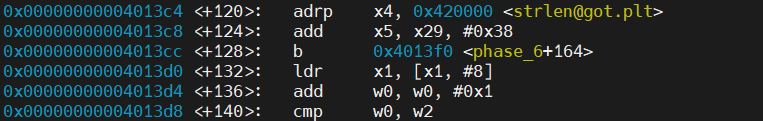 0x00000000004013c4 <+120>: adrp x4, 0x420000 <strlen@got.plt>
0x00000000004013c8 <+124>: add x5, x29, #0x38
0x00000000004013cc <+128>: b 0x4013f0 <phase_6+164>
0x00000000004013d0 <+132>: ldr x1, [x1, #8]
0x00000000004013d4 <+136>: add w0, w0, #0x1
0x00000000004013d8 <+140>: cmp w0, w2